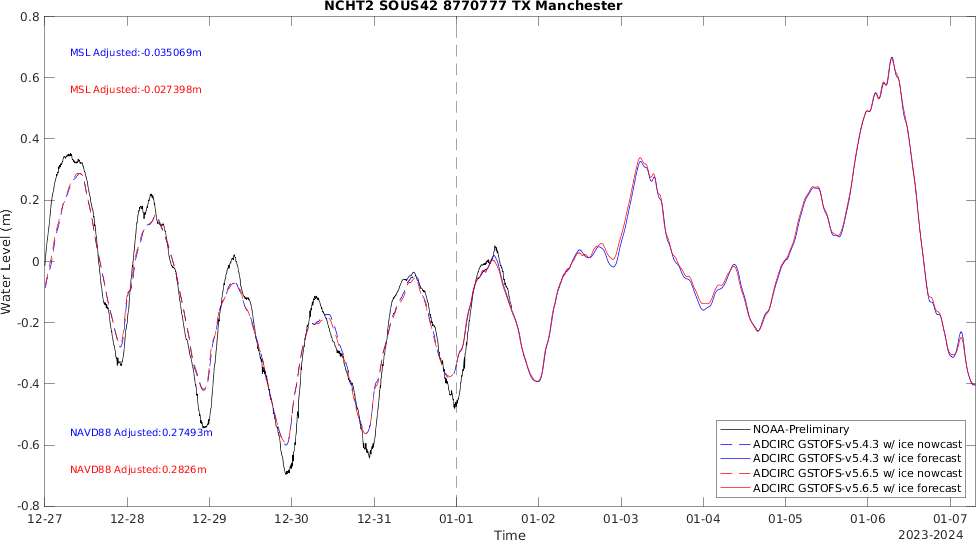 NCHT2 SOUS42 8770777 TX Manchester
0.8
MSL Adjusted:-0.035069m
0.6
MSL Adjusted:-0.027398m
0.4
0.2
0
Water Level (m)
-0.2
-0.4
NAVD88 Adjusted:0.27493m
-0.6
NAVD88 Adjusted:0.2826m
-0.8
NOAA-Preliminary
ADCIRC GSTOFS-v5.4.3 w/ ice nowcast
ADCIRC GSTOFS-v5.4.3 w/ ice forecast
ADCIRC GSTOFS-v5.6.5 w/ ice nowcast
ADCIRC GSTOFS-v5.6.5 w/ ice forecast
12-27 12-28 12-29 12-30 12-31 01-01 01-02 01-03 01-04 01-05 01-06 01-07
Time
2023-2024